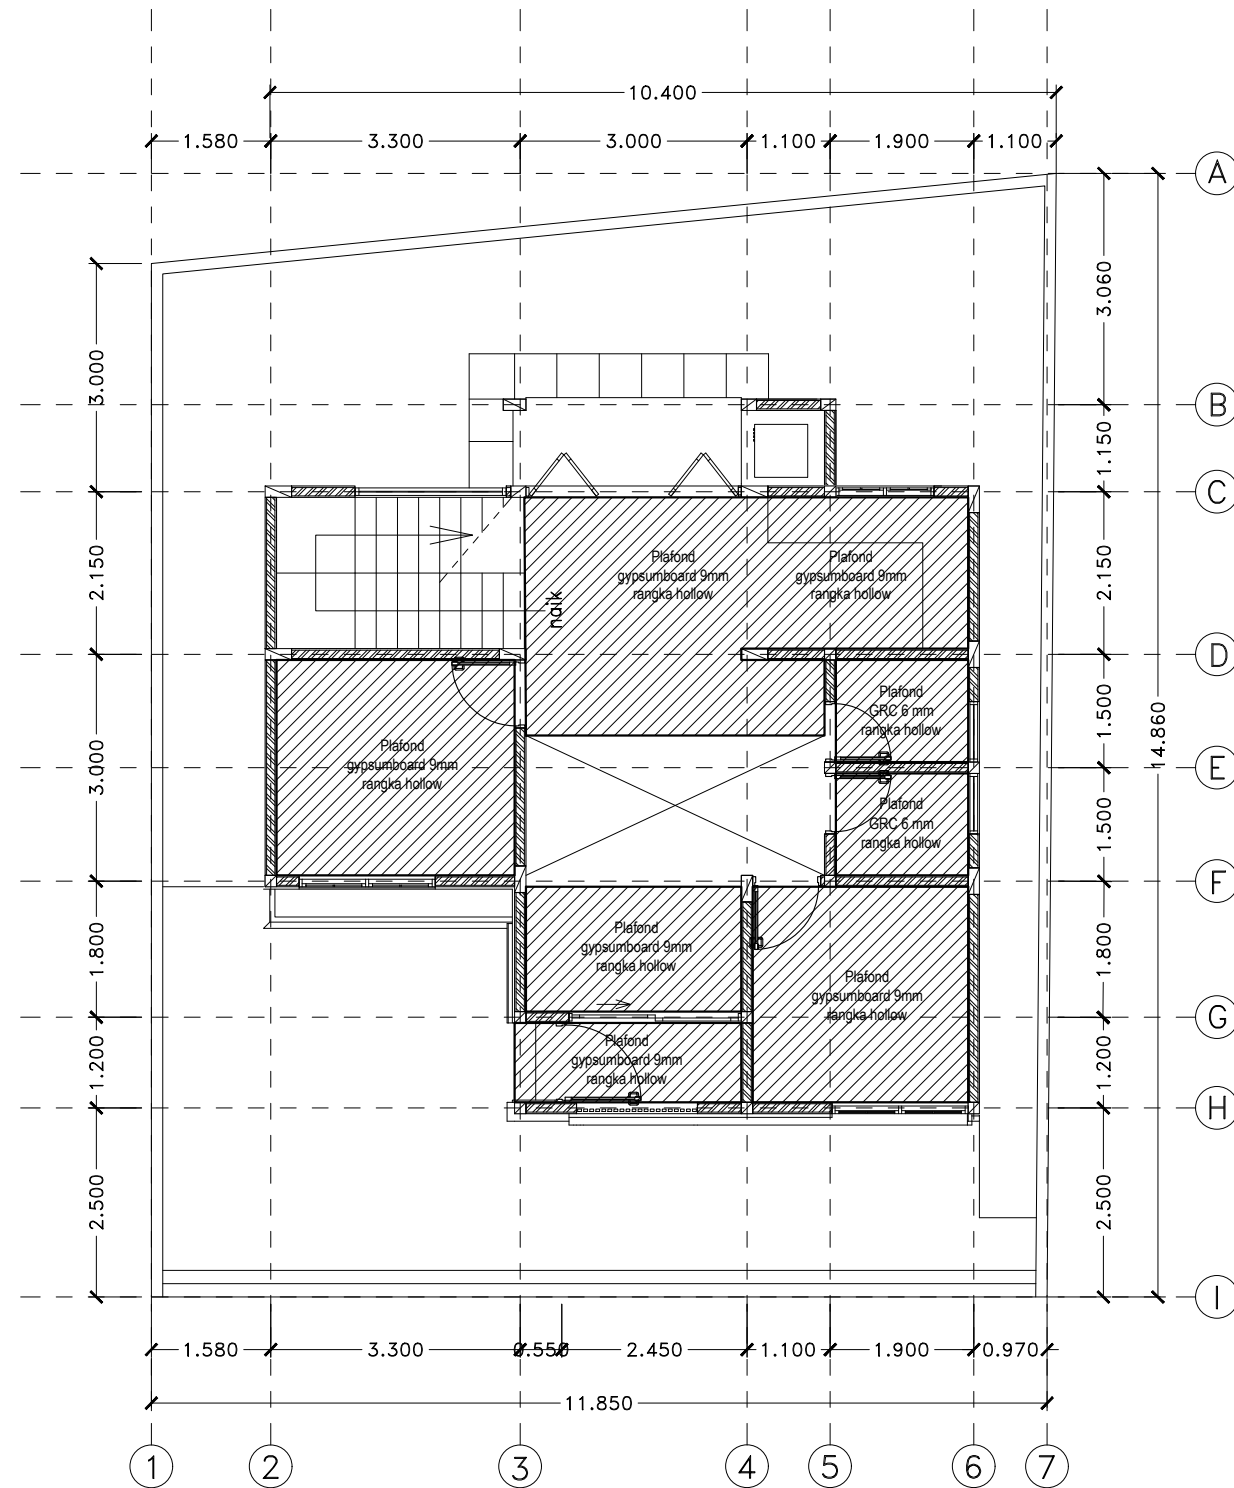 10.400
1.580
3.300
3.000
1.100
1.900
1.100
A
3.060
3.000
B
1.150
C
Plafond
gypsumboard 9mm
rangka hollow
Plafond
gypsumboard 9mm
rangka hollow
2.150
2.150
naik
D
Plafond
GRC 6 mm
rangka hollow
1.500
14.860
Plafond
gypsumboard 9mm
rangka hollow
3.000
E
Plafond
GRC 6 mm
rangka hollow
1.500
F
Plafond
gypsumboard 9mm
rangka hollow
1.800
1.800
Plafond
gypsumboard 9mm
rangka hollow
G
Plafond
gypsumboard 9mm
rangka hollow
1.200
1.200
H
2.500
2.500
I
1.580
3.300
0.550
2.450
1.100
1.900
0.970
11.850
1
2
3
4
5
6
7